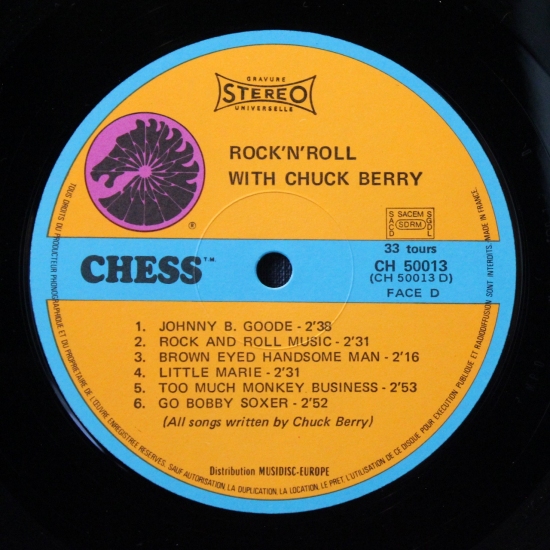 GRAVURE
STEREO
UNIVERSELLE
ROCK'N'ROLL
WITH CHUCK BERRY
®
SACD SACEM SDRM SGDL
CHESS T.M.
33 tours
CH 50013
(CH 50013 D)
FACE D
1. JOHNNY B. GOODE - 2'38
2. ROCK AND ROLL MUSIC - 2'31
3. BROWN EYED HANDSOME MAN - 2'16
4. LITTLE MARIE - 2'31
5. TOO MUCH MONKEY BUSINESS - 2'53
6. GO BOBBY SOXER - 2'52
(All songs written by Chuck Berry)
Distribution MUSIDISC-EUROPE
TOUS DROITS DU PRODUCTEUR PHONOGRAPHIQUE ET DU PROPRIETAIRE DE L'ŒUVRE ENREGISTREE RESERVES. SAUF AUTORISATION, LA DUPLICATION, LA LOCATION, LE PRET, L'UTILISATION DE CE DISQUE POUR EXECUTION PUBLIQUE ET RADIODIFFUSION SONT INTERDITS. MADE IN FRANCE.